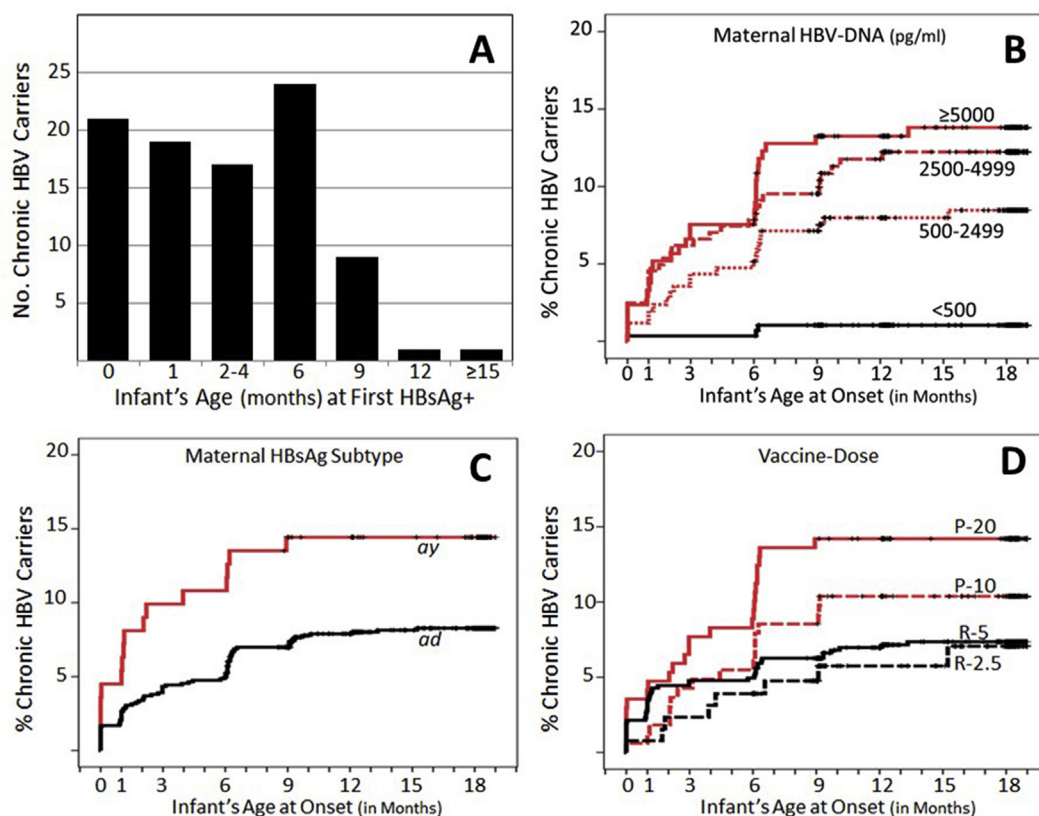 A
No. Chronic HBV Carriers
25
20
15
10
5
0 1 2-4 6 9 12 ≥15
Infant's Age (months) at First HBsAg+
B
Maternal HBV-DNA (pg/ml)
% Chronic HBV Carriers
20
15
10
5
≥5000
2500-4999
500-2499
<500
0 1 3 6 9 12 15 18
Infant's Age at Onset (in Months)
C
Maternal HBsAg Subtype
% Chronic HBV Carriers
20
15
10
5
ay
ad
0 1 3 6 9 12 15 18
Infant's Age at Onset (in Months)
D
Vaccine-Dose
% Chronic HBV Carriers
20
15
10
5
P-20
P-10
R-5
R-2.5
0 1 3 6 9 12 15 18
Infant's Age at Onset (in Months)